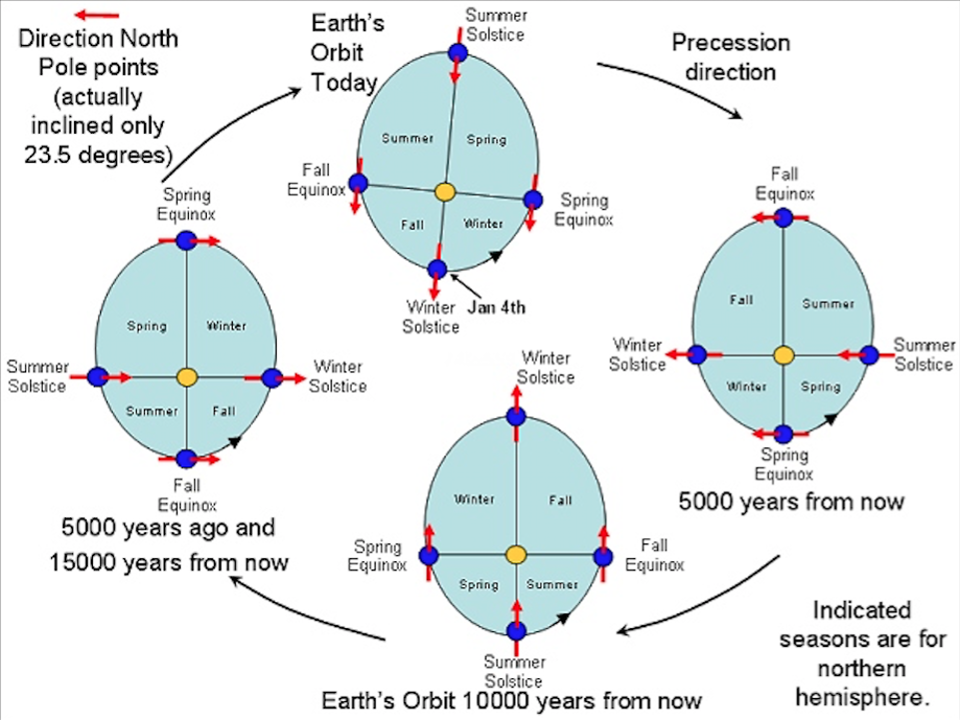 Direction North
Pole points
(actually
inclined only
23.5 degrees)
Earth's
Orbit
Today
Summer
Solstice
Summer
Spring
Fall
Equinox
Spring
Equinox
Fall
Winter
Winter
Solstice
Jan 4th
Precession
direction
Spring
Equinox
Spring
Winter
Summer
Solstice
Winter
Solstice
Summer
Fall
Fall
Equinox
5000 years ago and
15000 years from now
Fall
Equinox
Fall
Summer
Winter
Solstice
Summer
Solstice
Winter
Spring
Spring
Equinox
5000 years from now
Winter
Solstice
Winter
Fall
Spring
Equinox
Fall
Equinox
Spring
Summer
Summer
Solstice
Earth's Orbit 10000 years from now
Indicated
seasons are for
northern
hemisphere.